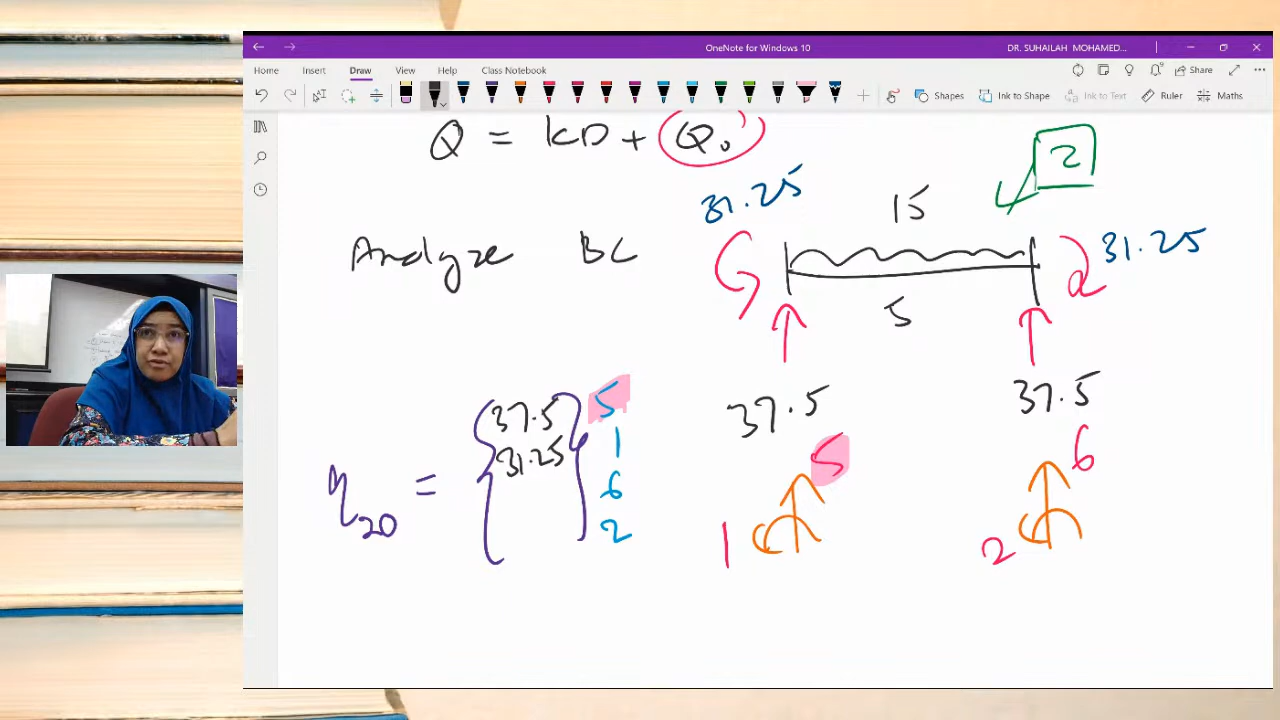 OneNote for Windows 10
DR. SUHAILAH MOHAMED...
Home Insert Draw View Help Class Notebook
Share
Shapes Ink to Shape Ink to Text Ruler Maths
Q = KD + Q₀
2
31.25
15
Analyze BC
31.25
5
37.5
37.5
q₂₀ =
37.5 5
31.25 1
6
2
5
6
1
2